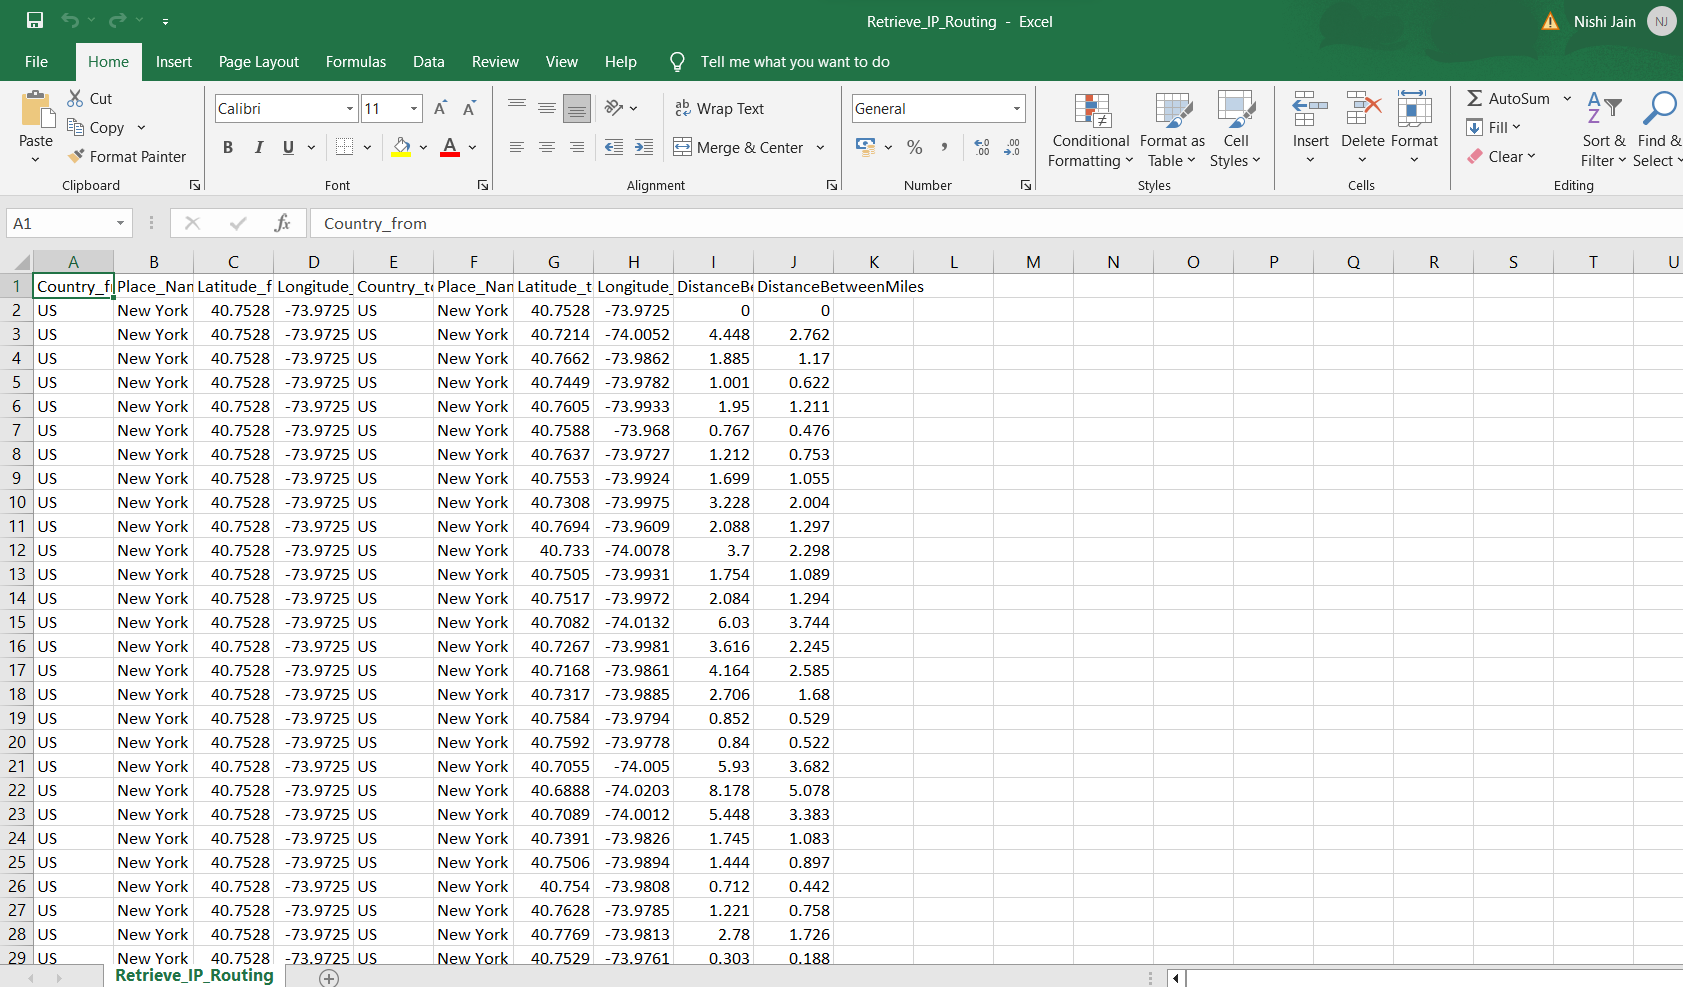 Retrieve_IP_Routing - Excel
Nishi Jain NJ
File Home Insert Page Layout Formulas Data Review View Help Tell me what you want to do
Cut
Calibri 11 A A
ab Wrap Text
General
AutoSum
Copy
Paste
Conditional Format as Cell
Insert Delete Format
Fill
Sort & Find &
Format Painter
B I U A
Merge & Center
% ,
Formatting Table Styles
Clear
Filter Select
Clipboard Font Alignment Number Styles Cells Editing
A1 fx Country_from
A B C D E F G H I J K L M N O P Q R S T U
1 Country_f Place_Nan Latitude_f Longitude_ Country_to Place_Nan Latitude_t Longitude_ DistanceBe DistanceBetweenMiles
2 US New York 40.7528 -73.9725 US New York 40.7528 -73.9725 0 0
3 US New York 40.7528 -73.9725 US New York 40.7214 -74.0052 4.448 2.762
4 US New York 40.7528 -73.9725 US New York 40.7662 -73.9862 1.885 1.17
5 US New York 40.7528 -73.9725 US New York 40.7449 -73.9782 1.001 0.622
6 US New York 40.7528 -73.9725 US New York 40.7605 -73.9933 1.95 1.211
7 US New York 40.7528 -73.9725 US New York 40.7588 -73.968 0.767 0.476
8 US New York 40.7528 -73.9725 US New York 40.7637 -73.9727 1.212 0.753
9 US New York 40.7528 -73.9725 US New York 40.7553 -73.9924 1.699 1.055
10 US New York 40.7528 -73.9725 US New York 40.7308 -73.9975 3.228 2.004
11 US New York 40.7528 -73.9725 US New York 40.7694 -73.9609 2.088 1.297
12 US New York 40.7528 -73.9725 US New York 40.733 -74.0078 3.7 2.298
13 US New York 40.7528 -73.9725 US New York 40.7505 -73.9931 1.754 1.089
14 US New York 40.7528 -73.9725 US New York 40.7517 -73.9972 2.084 1.294
15 US New York 40.7528 -73.9725 US New York 40.7082 -74.0132 6.03 3.744
16 US New York 40.7528 -73.9725 US New York 40.7267 -73.9981 3.616 2.245
17 US New York 40.7528 -73.9725 US New York 40.7168 -73.9861 4.164 2.585
18 US New York 40.7528 -73.9725 US New York 40.7317 -73.9885 2.706 1.68
19 US New York 40.7528 -73.9725 US New York 40.7584 -73.9794 0.852 0.529
20 US New York 40.7528 -73.9725 US New York 40.7592 -73.9778 0.84 0.522
21 US New York 40.7528 -73.9725 US New York 40.7055 -74.005 5.93 3.682
22 US New York 40.7528 -73.9725 US New York 40.6888 -74.0203 8.178 5.078
23 US New York 40.7528 -73.9725 US New York 40.7089 -74.0012 5.448 3.383
24 US New York 40.7528 -73.9725 US New York 40.7391 -73.9826 1.745 1.083
25 US New York 40.7528 -73.9725 US New York 40.7506 -73.9894 1.444 0.897
26 US New York 40.7528 -73.9725 US New York 40.754 -73.9808 0.712 0.442
27 US New York 40.7528 -73.9725 US New York 40.7628 -73.9785 1.221 0.758
28 US New York 40.7528 -73.9725 US New York 40.7769 -73.9813 2.78 1.726
29 US New York 40.7528 -73.9725 US New York 40.7529 -73.9761 0.303 0.188
Retrieve_IP_Routing